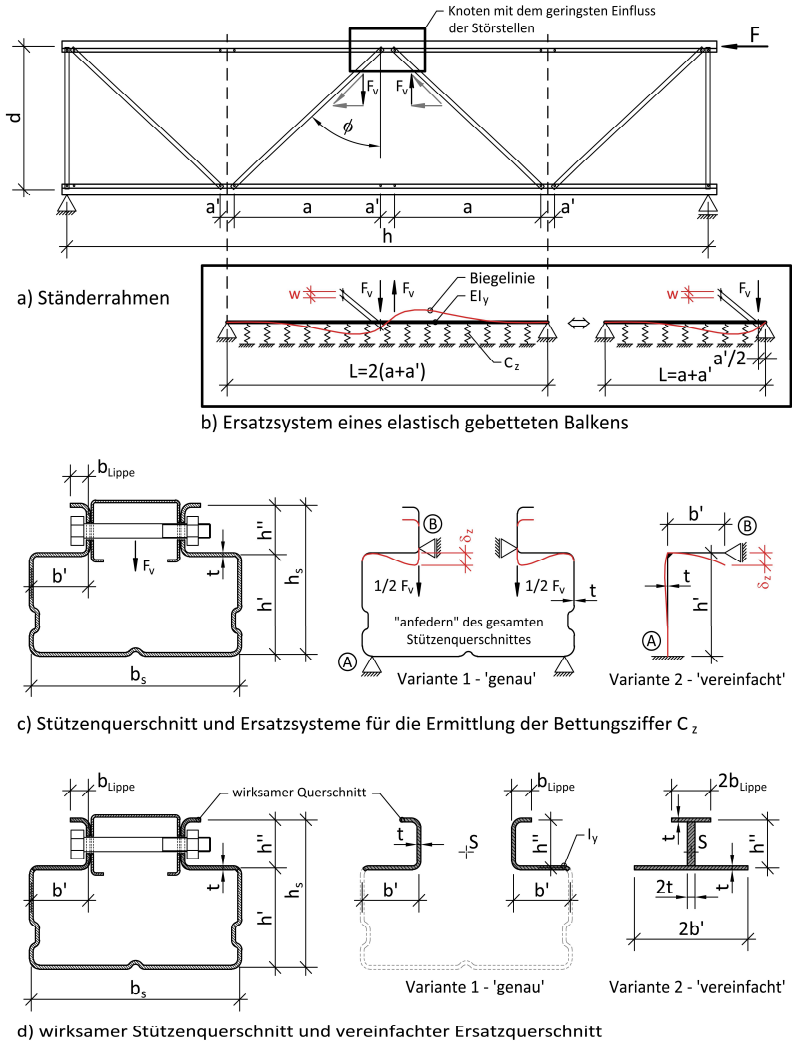 Knoten mit dem geringsten Einfluss
der Störstellen
F
Fv Fv
d
ϕ
a' a a' a a'
h
a) Ständerrahmen
w Fv Fv Biegelinie
EIy
w Fv
Cz
a'/2
L=2(a+a')
L=a+a'
b) Ersatzsystem eines elastisch gebetteten Balkens
bLippe
Fv
t
b'
h''
h'
hs
bs
B
δz
1/2 Fv 1/2 Fv
t
"anfedern" des gesamten
Stützenquerschnittes
A
Variante 1 - 'genau'
b'
B
δz
t
h'
A
Variante 2 - 'vereinfacht'
c) Stützenquerschnitt und Ersatzsysteme für die Ermittlung der Bettungsziffer Cz
bLippe
wirksamer Querschnitt
t
b'
h''
h'
hs
bs
bLippe
t
S
h''
Iy
b' b'
Variante 1 - 'genau'
2bLippe
t
S
h''
2t
t
2b'
Variante 2 - 'vereinfacht'
d) wirksamer Stützenquerschnitt und vereinfachter Ersatzquerschnitt